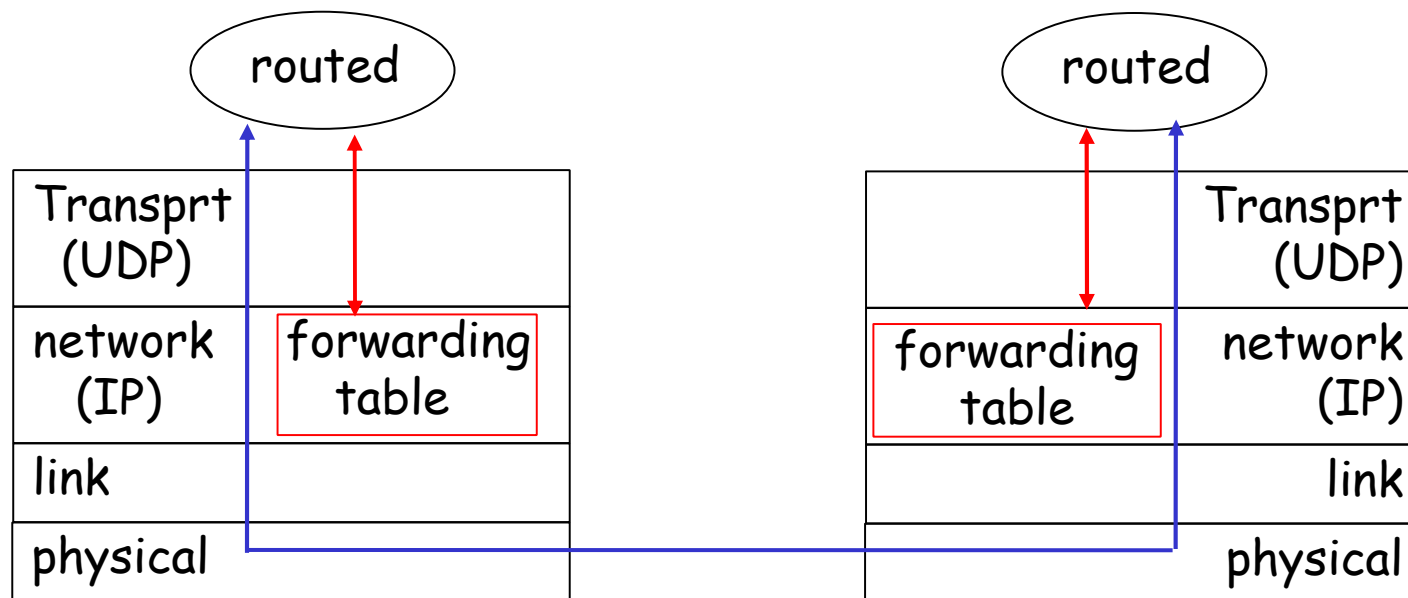 routed
routed
Transprt
(UDP)
Transprt
(UDP)
network
(IP)
forwarding
table
forwarding
table
network
(IP)
link
link
physical
physical